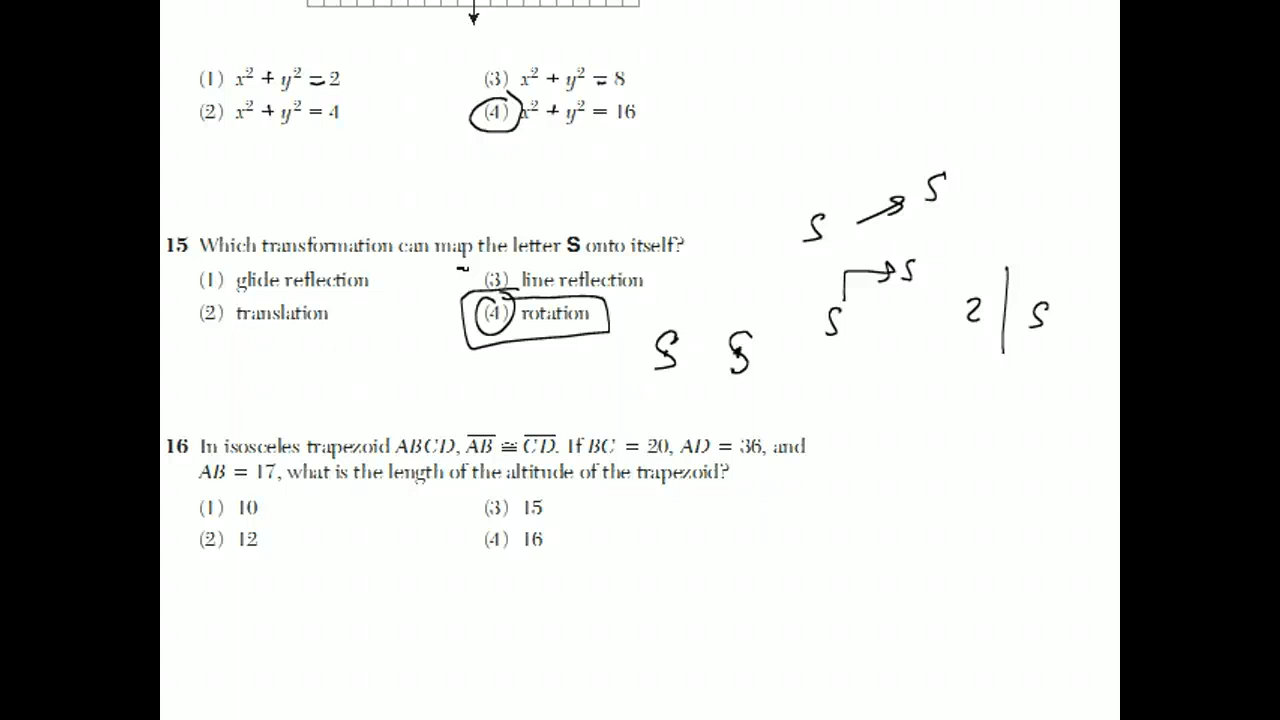 (1) x² + y² = 2 (3) x² + y² = 8
(2) x² + y² = 4 (4) x² + y² = 16
S → S
15 Which transformation can map the letter S onto itself?
(1) glide reflection (3) line reflection
(2) translation (4) rotation
S → S
2 | S
S S
16 In isosceles trapezoid ABCD, A̅B̅ ≅ C̅D̅. If BC = 20, AD = 36, and
AB = 17, what is the length of the altitude of the trapezoid?
(1) 10 (3) 15
(2) 12 (4) 16